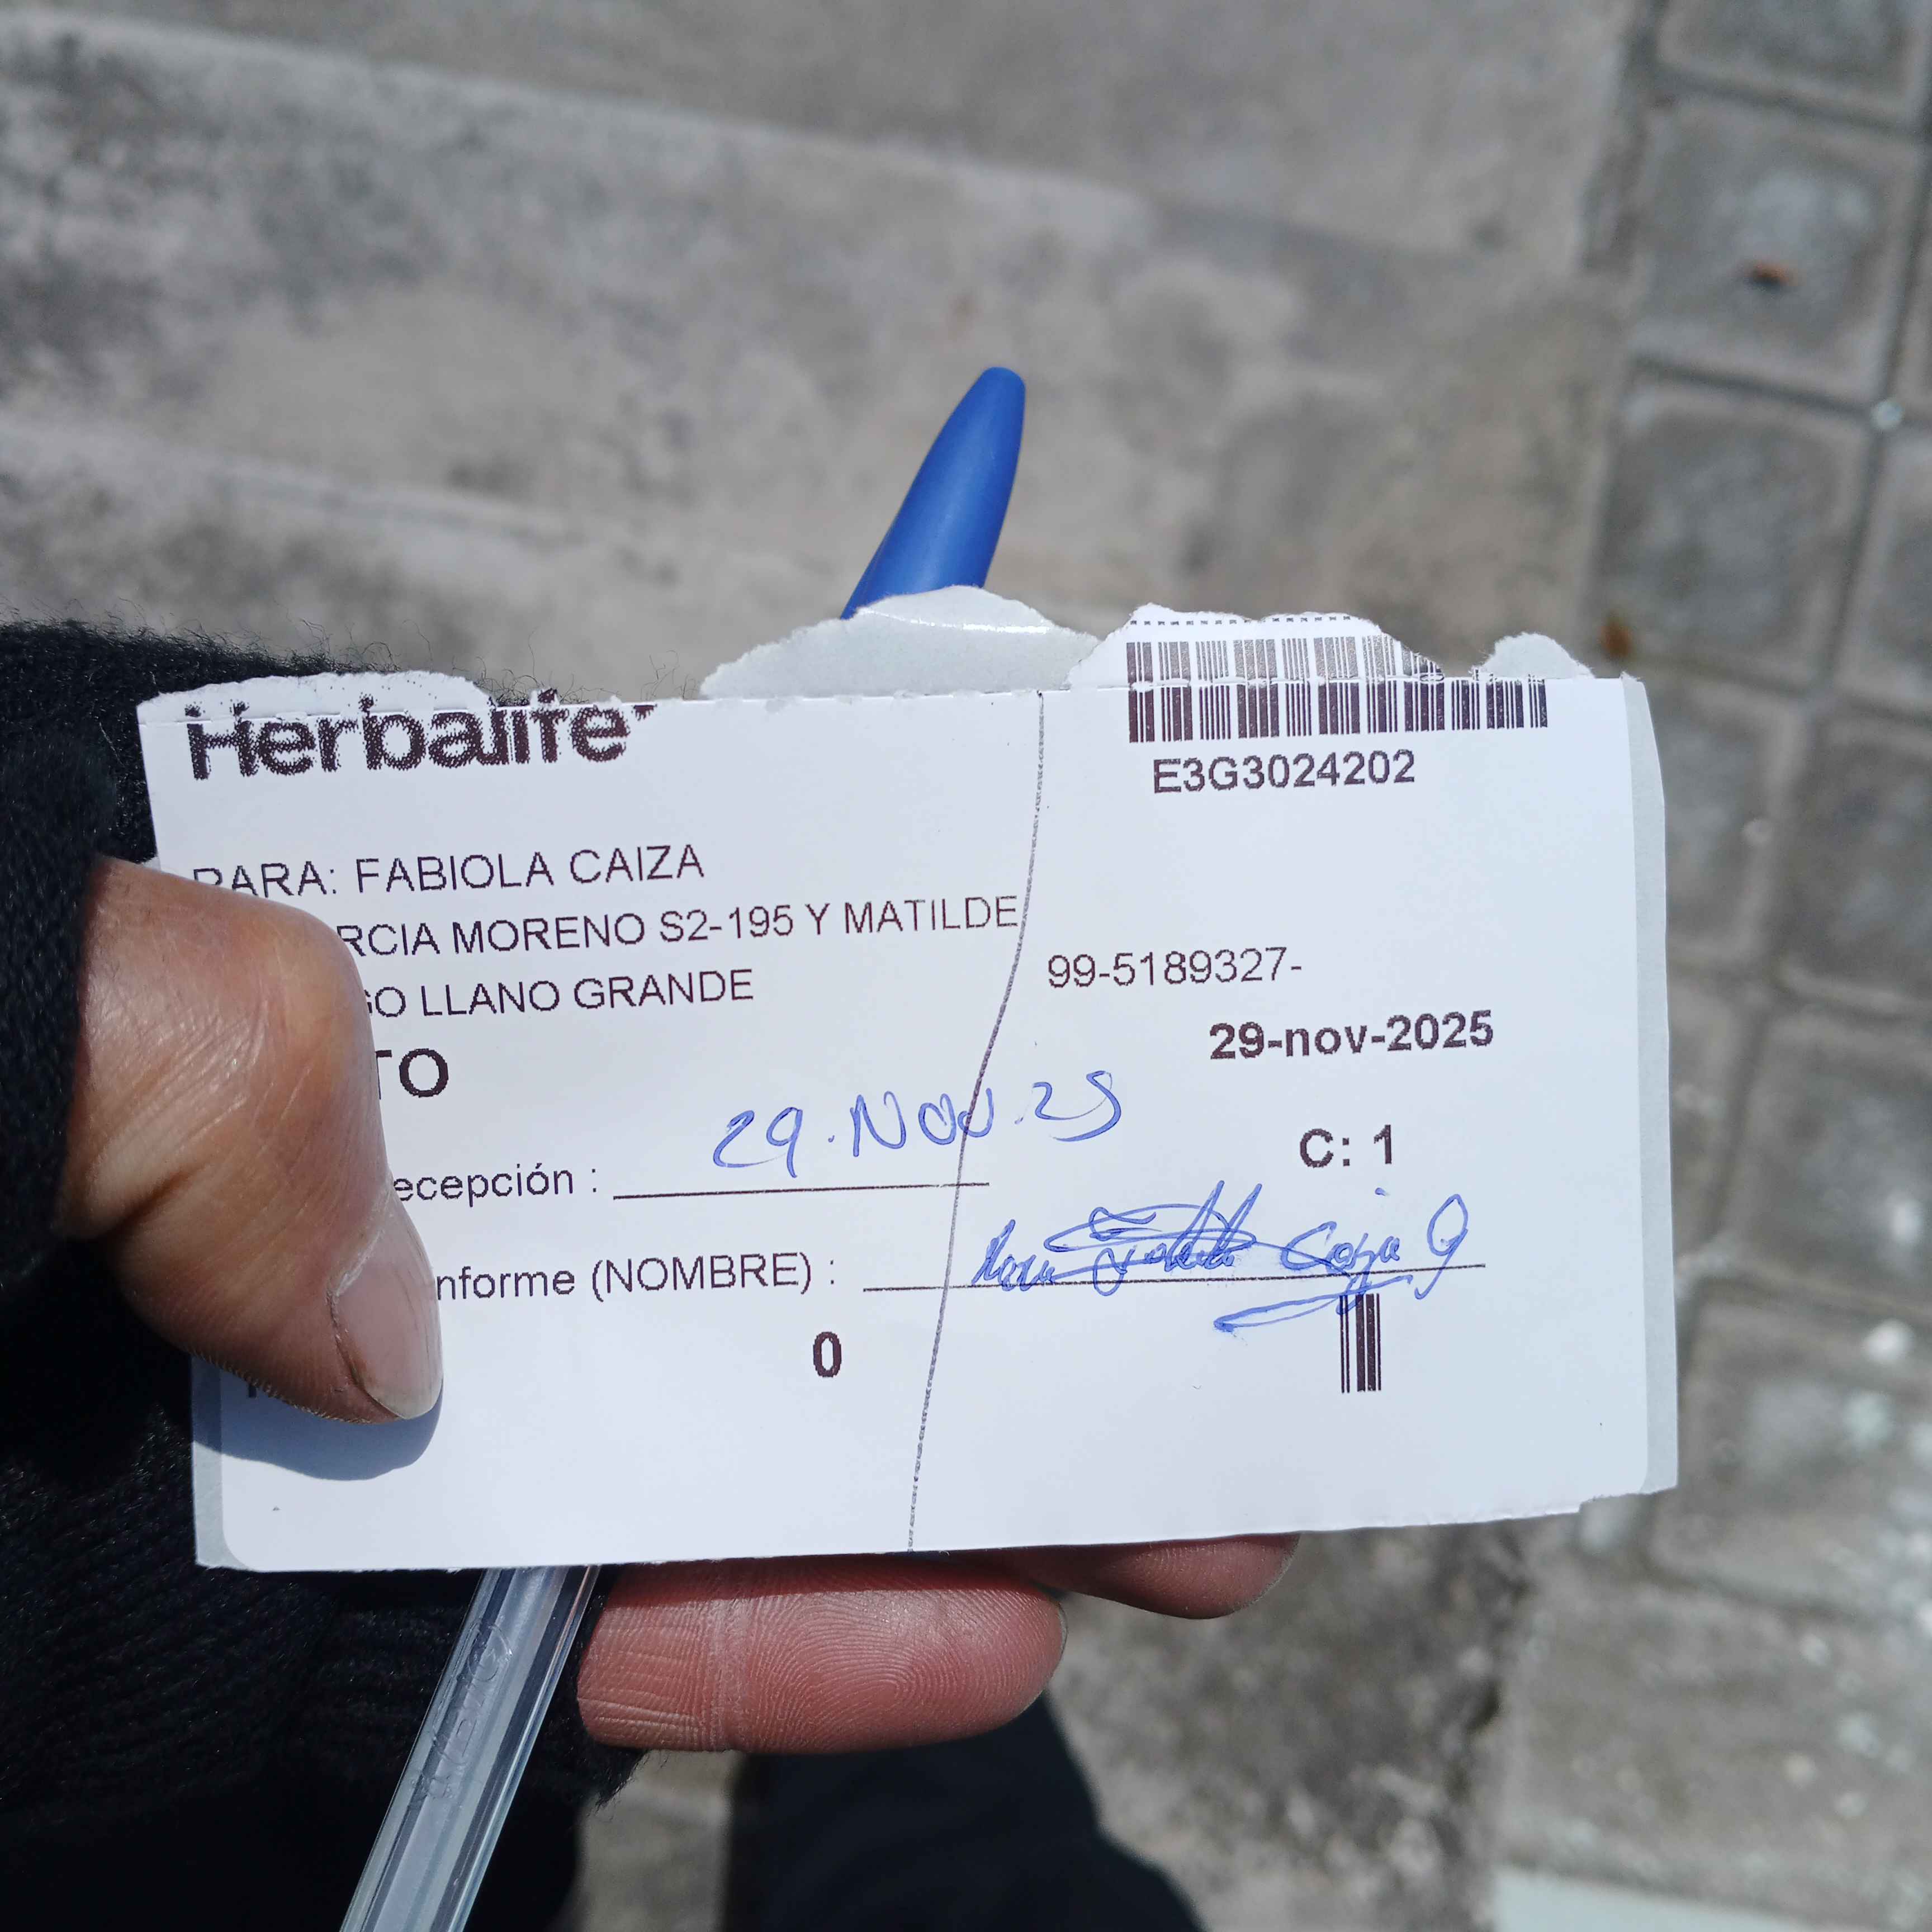 Herbalife
E3G3024202
PARA: FABIOLA CAIZA
RCIA MORENO S2-195 Y MATILDE
GO LLANO GRANDE
99-5189327-
TO
29-nov-2025
29.Nov.25
C: 1
ecepción :
nforme (NOMBRE) : Caiza G
0